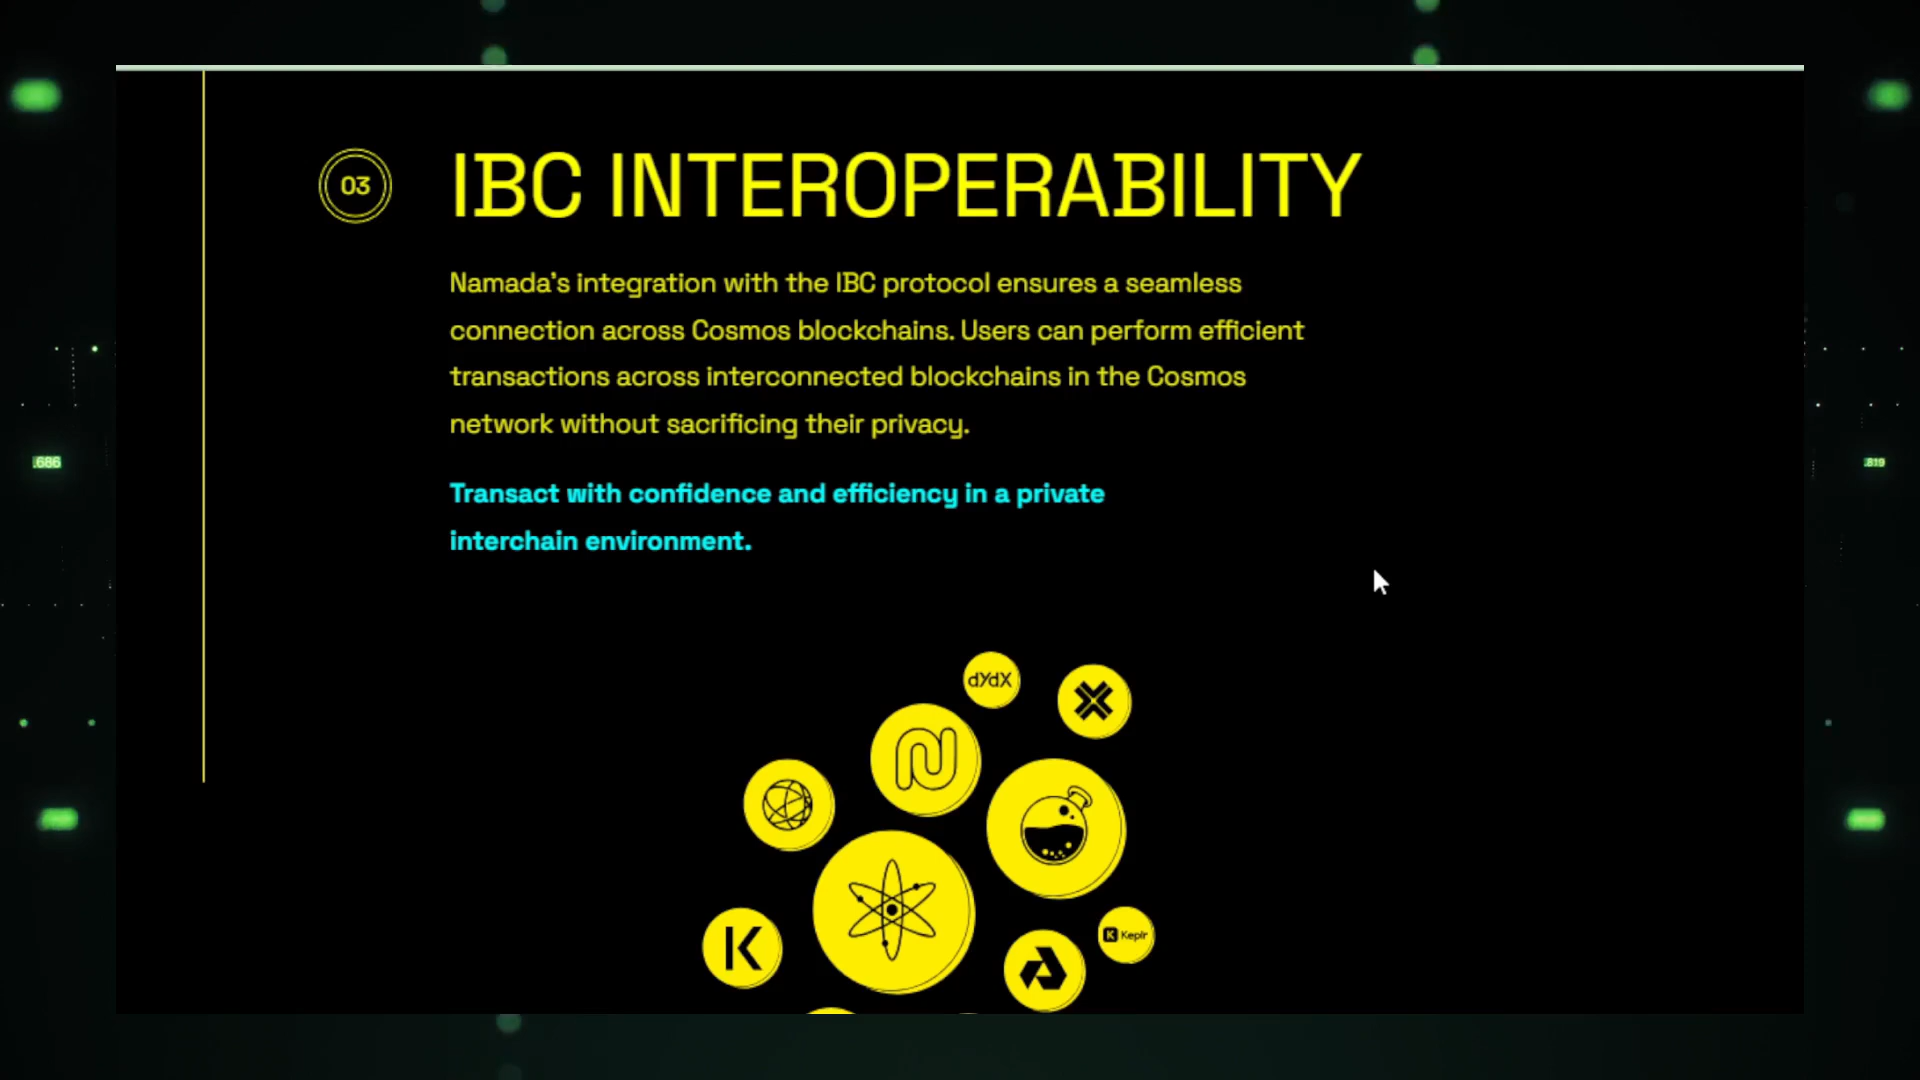 03
IBC INTEROPERABILITY
Namada's integration with the IBC protocol ensures a seamless
connection across Cosmos blockchains. Users can perform efficient
transactions across interconnected blockchains in the Cosmos
network without sacrificing their privacy.
Transact with confidence and efficiency in a private
interchain environment.
.686
.819
dYdX
K
K Keplr